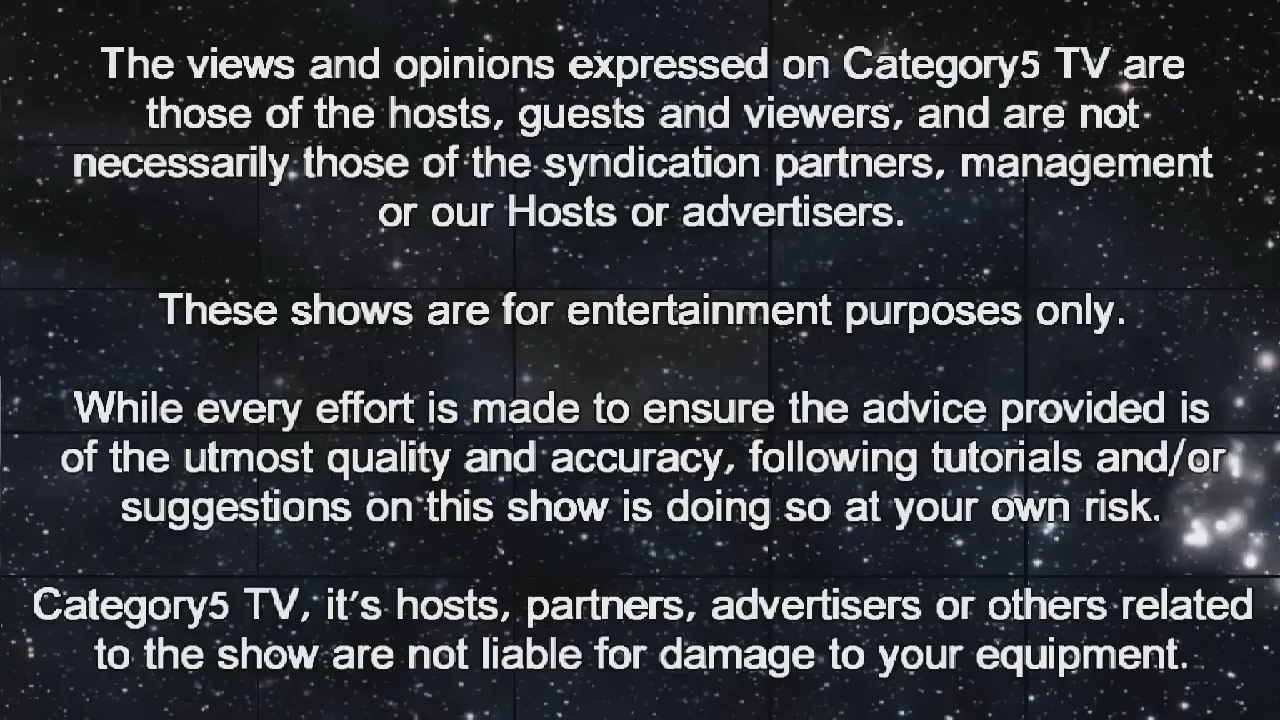 The views and opinions expressed on Category5 TV are
those of the hosts, guests and viewers, and are not
necessarily those of the syndication partners, management
or our Hosts or advertisers.
These shows are for entertainment purposes only.
While every effort is made to ensure the advice provided is
of the utmost quality and accuracy, following tutorials and/or
suggestions on this show is doing so at your own risk.
Category5 TV, it's hosts, partners, advertisers or others related
to the show are not liable for damage to your equipment.